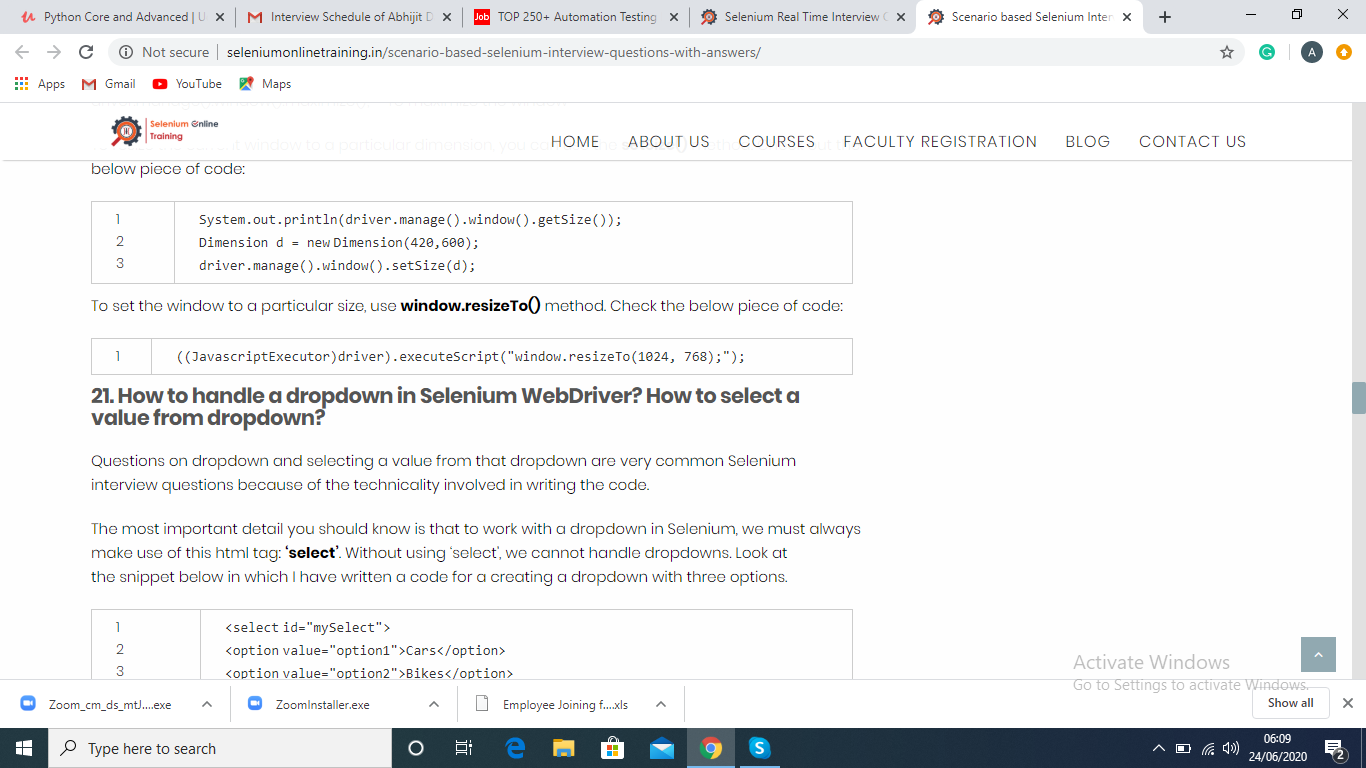 Python Core and Advanced | U
Interview Schedule of Abhijit D
Job
TOP 250+ Automation Testing
Selenium Real Time Interview
Scenario based Selenium Inter
Not secure
seleniumonlinetraining.in/scenario-based-selenium-interview-questions-with-answers/
A
Apps
Gmail
YouTube
Maps
Selenium Online
Training
HOME
ABOUT US
COURSES
FACULTY REGISTRATION
BLOG
CONTACT US
window to a particular dimension, you
below piece of code:
1 System.out.println(driver.manage().window().getSize());
2 Dimension d = new Dimension(420,600);
3 driver.manage().window().setSize(d);
To set the window to a particular size, use window.resizeTo() method. Check the below piece of code:
1 ((JavascriptExecutor)driver).executeScript("window.resizeTo(1024, 768);");
21. How to handle a dropdown in Selenium WebDriver? How to select a
value from dropdown?
Questions on dropdown and selecting a value from that dropdown are very common Selenium
interview questions because of the technicality involved in writing the code.
The most important detail you should know is that to work with a dropdown in Selenium, we must always
make use of this html tag: ‘select’. Without using ‘select’, we cannot handle dropdowns. Look at
the snippet below in which I have written a code for a creating a dropdown with three options.
1 <select id="mySelect">
2 <option value="option1">Cars</option>
3 <option value="option2">Bikes</option>
Activate Windows
Go to Settings to activate Windows.
Zoom_cm_ds_mtJ....exe
ZoomInstaller.exe
Employee Joining f....xls
Show all
Type here to search
06:09
24/06/2020
2